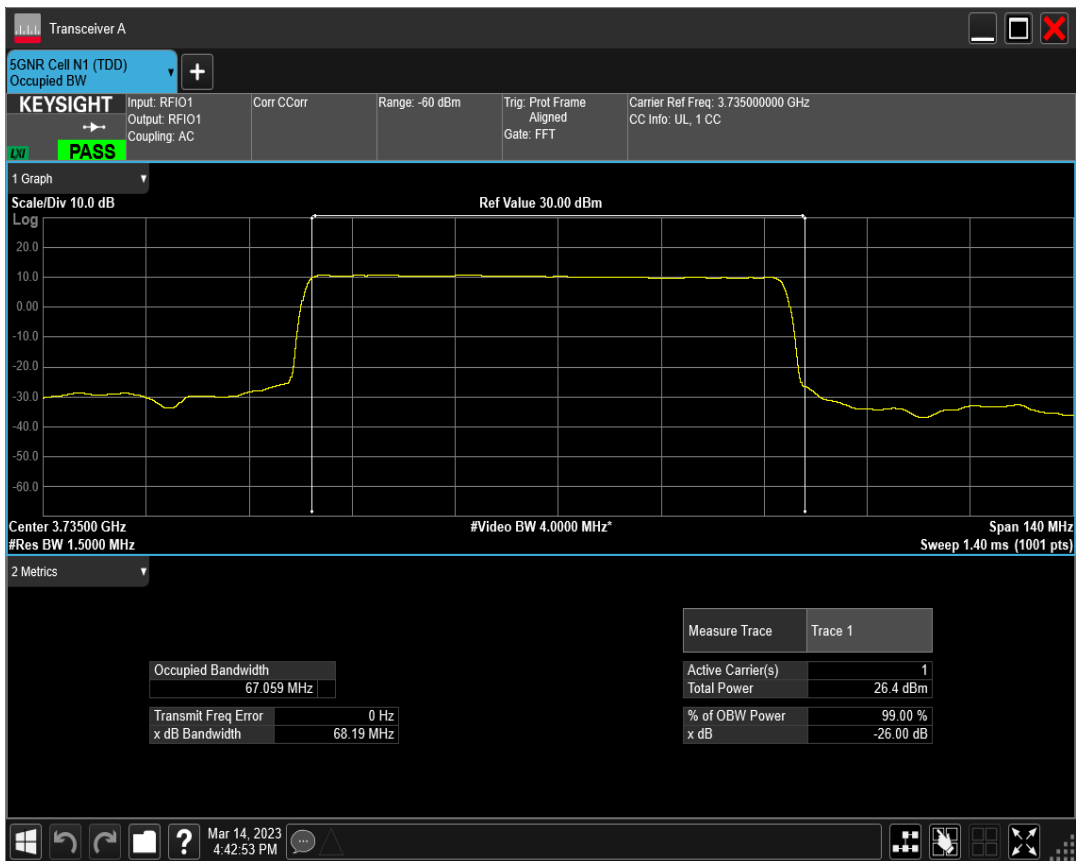 Transceiver A
5GNR Cell N1 (TDD)
Occupied BW
+
KEYSIGHT
LXI
PASS
Input: RFIO1
Output: RFIO1
Coupling: AC
Corr CCorr
Range: -60 dBm
Trig: Prot Frame
Aligned
Gate: FFT
Carrier Ref Freq: 3.735000000 GHz
CC Info: UL, 1 CC
1 Graph
Scale/Div 10.0 dB
Ref Value 30.00 dBm
Log
20.0
10.0
0.00
-10.0
-20.0
-30.0
-40.0
-50.0
-60.0
Center 3.73500 GHz
#Video BW 4.0000 MHz*
Span 140 MHz
#Res BW 1.5000 MHz
Sweep 1.40 ms (1001 pts)
2 Metrics
Measure Trace Trace 1
Occupied Bandwidth
67.059 MHz
Active Carrier(s) 1
Total Power 26.4 dBm
Transmit Freq Error 0 Hz
x dB Bandwidth 68.19 MHz
% of OBW Power 99.00 %
x dB -26.00 dB
?
Mar 14, 2023
4:42:53 PM